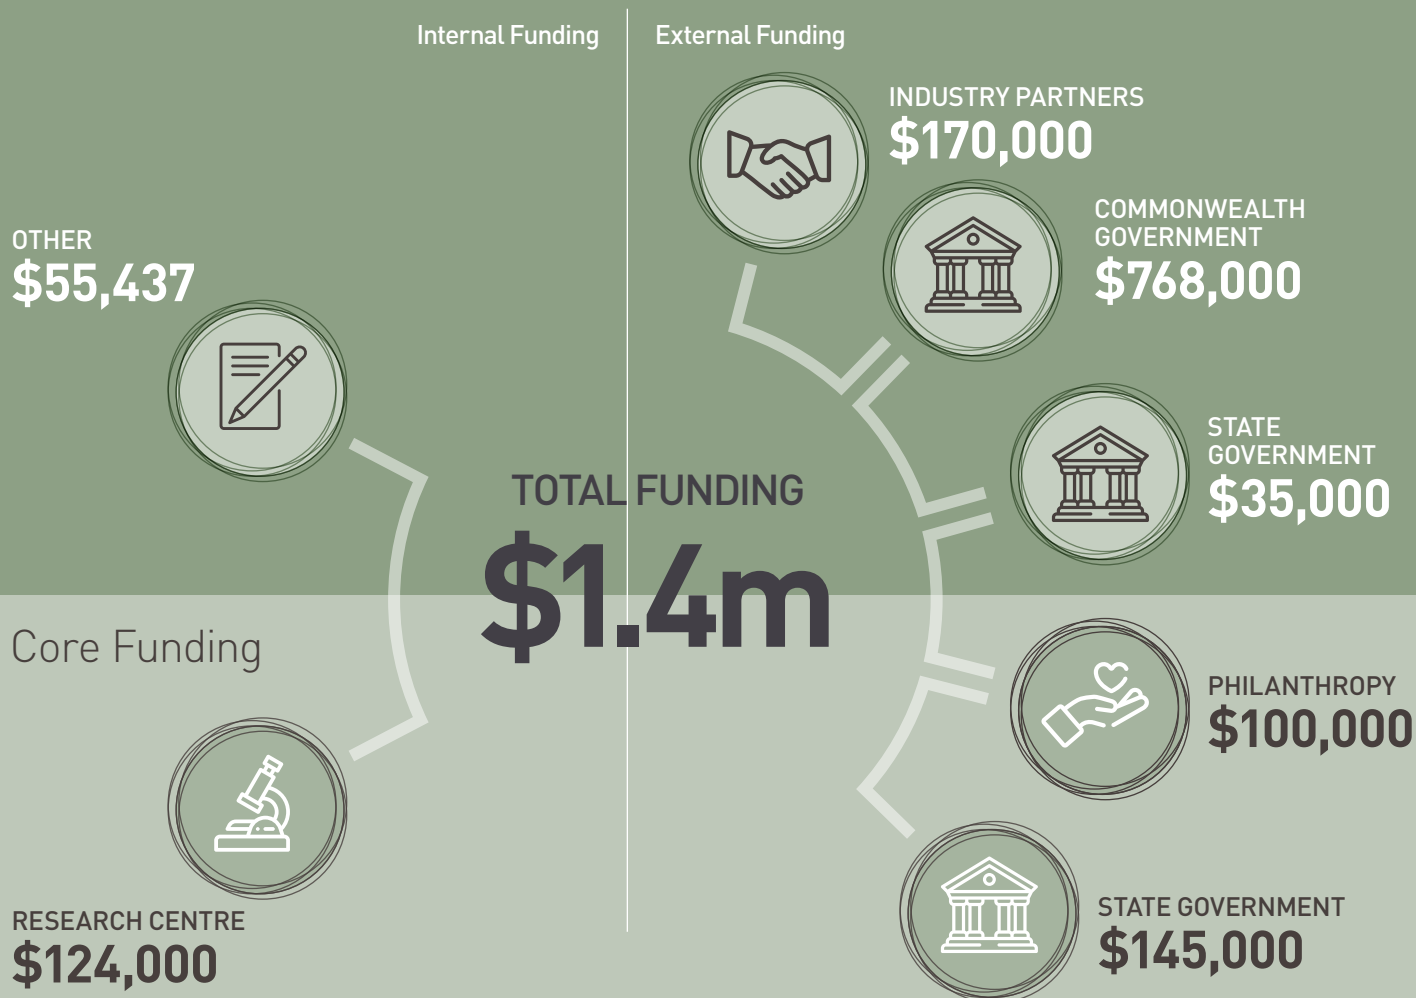 Internal Funding
External Funding
INDUSTRY PARTNERS
$170,000
COMMONWEALTH
GOVERNMENT
$768,000
OTHER
$55,437
STATE
GOVERNMENT
$35,000
TOTAL FUNDING
$1.4m
Core Funding
PHILANTHROPY
$100,000
RESEARCH CENTRE
$124,000
STATE GOVERNMENT
$145,000